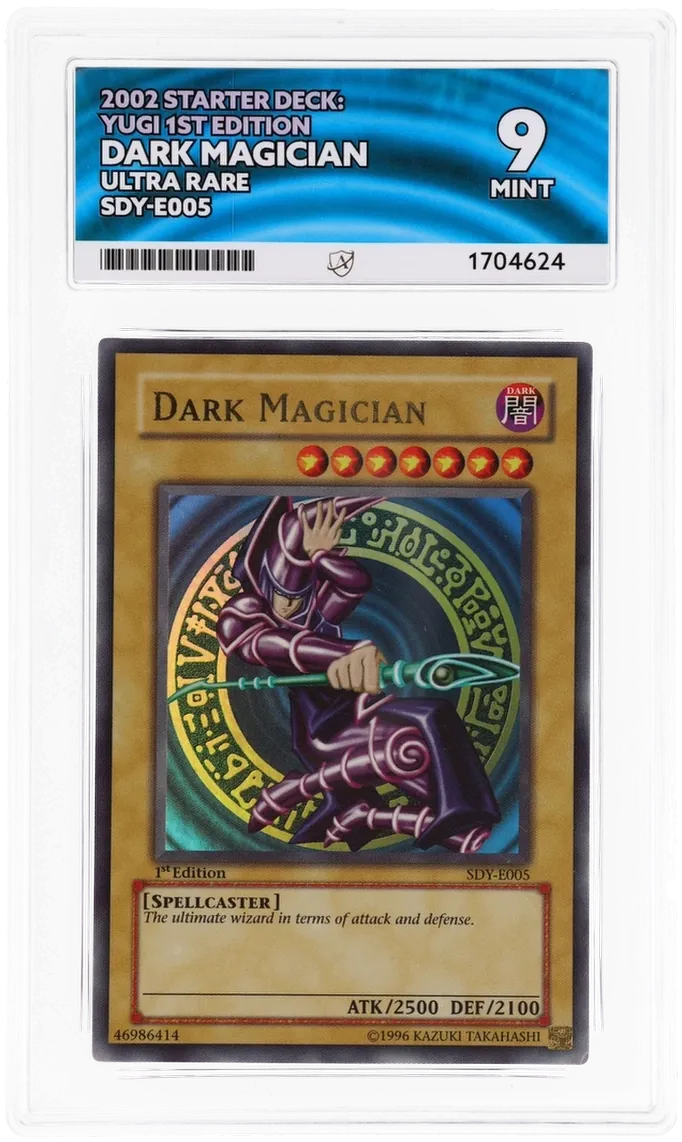 2002 STARTER DECK:
YUGI 1ST EDITION
DARK MAGICIAN
ULTRA RARE
SDY-E005
9
MINT
1704624
DARK MAGICIAN
DARK
闇
1st Edition
SDY-E005
[SPELLCASTER]
The ultimate wizard in terms of attack and defense.
ATK/2500 DEF/2100
46986414
©1996 KAZUKI TAKAHASHI